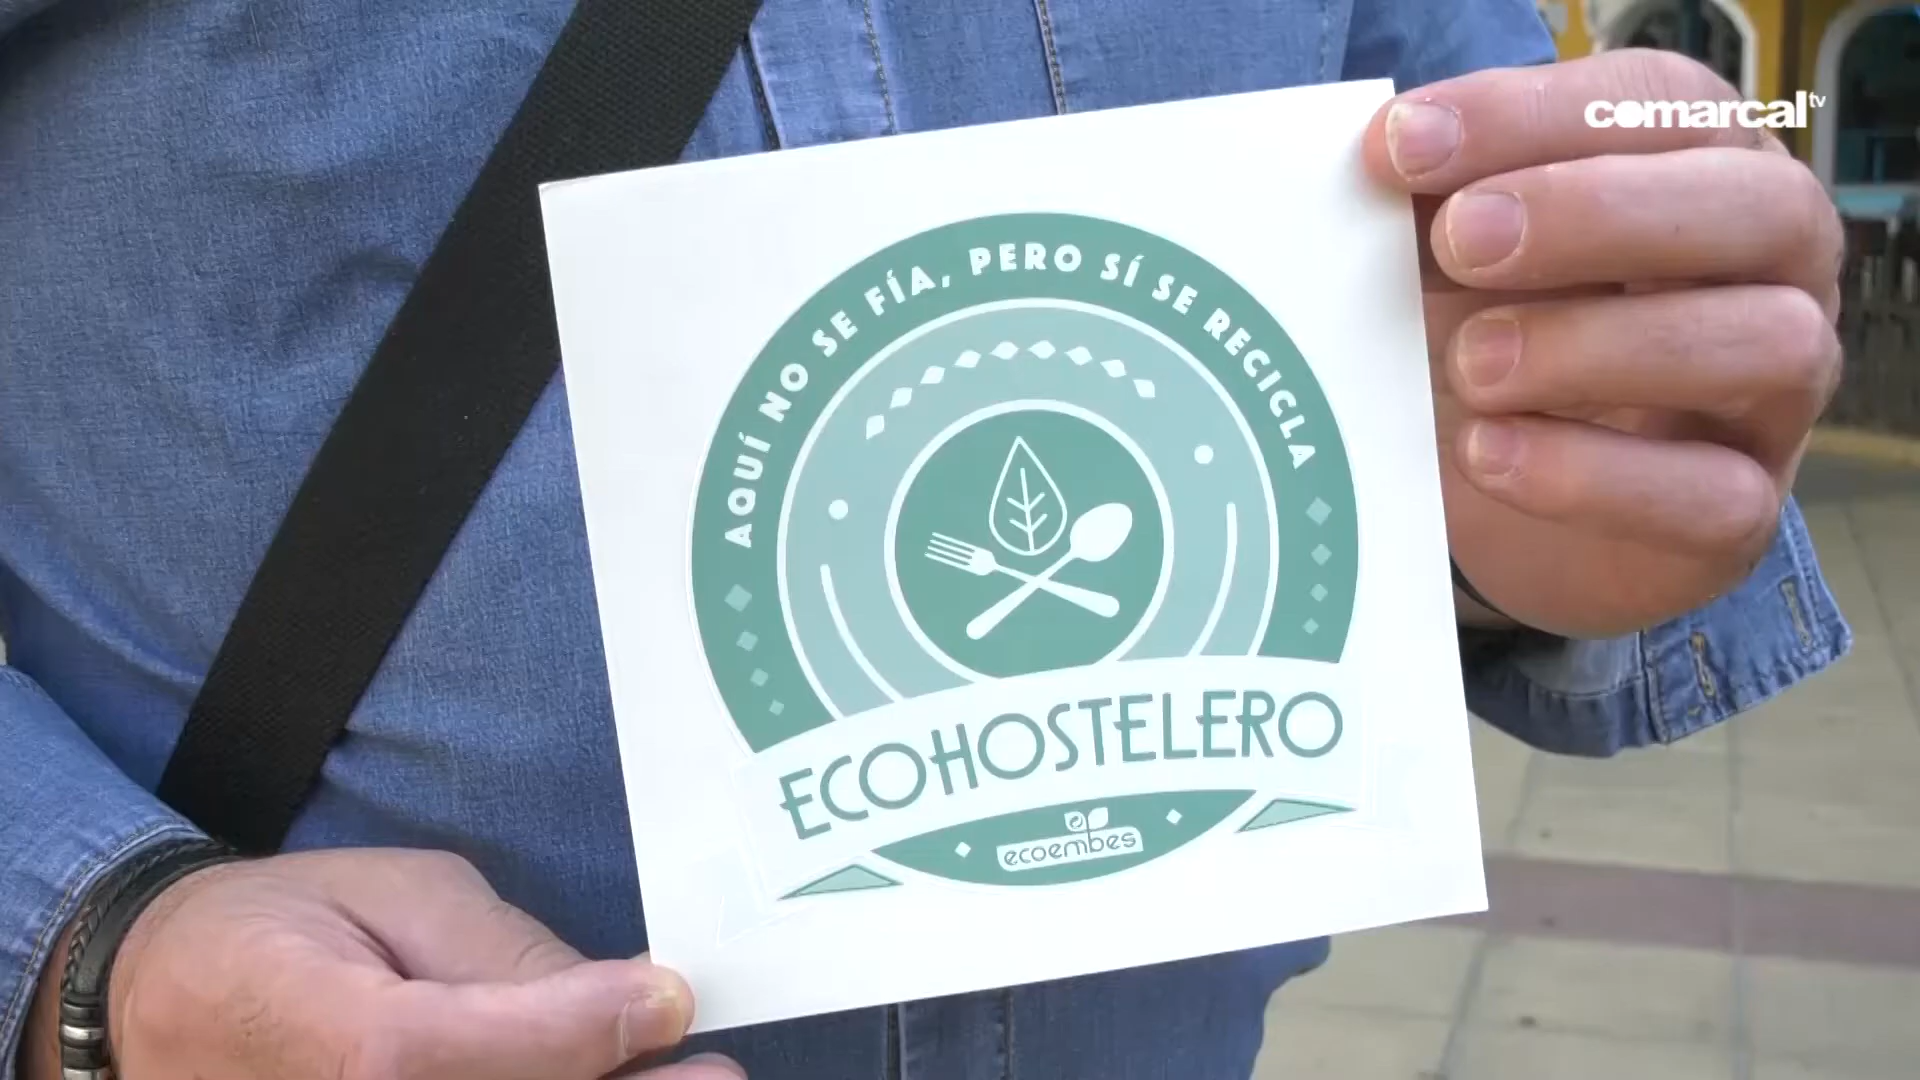 comarcal tv
AQUÍ NO SE FÍA, PERO SÍ SE RECICLA
ECOHOSTELERO
ecoembes